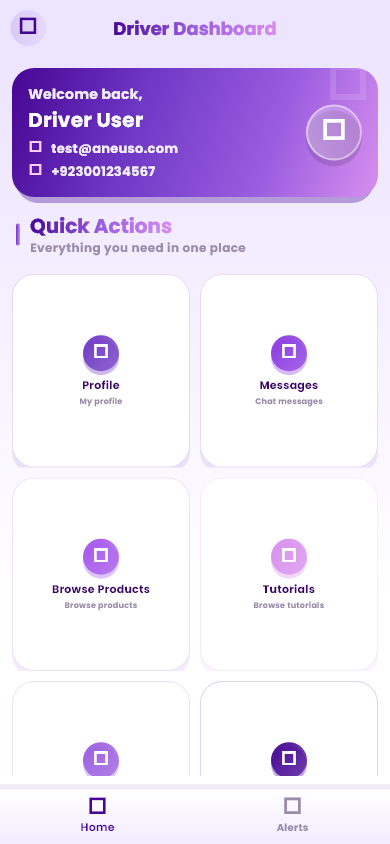 Driver Dashboard
Welcome back,
Driver User
test@aneuso.com
+923001234567
Quick Actions
Everything you need in one place
Profile
My profile
Messages
Chat messages
Browse Products
Browse products
Tutorials
Browse tutorials
Home
Alerts